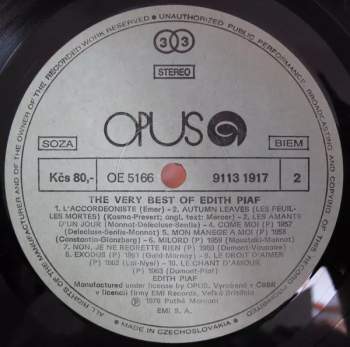 ALL RIGHTS OF THE MANUFACTURER AND OF THE OWNER OF THE RECORDED WORK RESERVED • UNAUTHORIZED PUBLIC PERFORMANCE, BROADCASTING AND COPYING OF THIS RECORD PROHIBITED
33
STEREO
OPUS
SOZA
BIEM
Kčs 80,-
OE 5166
9113 1917
2
THE VERY BEST OF EDITH PIAF
1. L'ACCORDEONISTE (Emer) - 2. AUTUMN LEAVES (LES FEUIL-
LES MORTES) (Kosma-Prevert; angl. text: Mercer)
LES AMANTS
D'UN JOUR (Monnot-Delecluse-Senlis) - 4. COME MOI (P) 1957
(Delecluse-Senlis-Monnot) 5. MON MANEGE A MOI (P) 1958
(Constantin-Glanzberg) - 6. MILORD (P) 1959 (Moustaki-Monnot)
7. NON, JE NE REGRETTE RIEN (P) 1960 (Dumont-Vaucaire)
EXODUS (P) 1961 (Gold-Marnay) - 9. LE DROIT D'AIMER
(P) 1962 (Lai-Nyel) - 10. LE CHANT D'AMOUR
(P) 1963 (Dumont-Piaf)
EDITH PIAF
Manufactured under license by OPUS. Vyrobené v ČSSR
v licencii firmy EMI Records, Veľká Británia
Pathé Marconi
EMI S. A.
MADE IN CZECHOSLOVAKIA